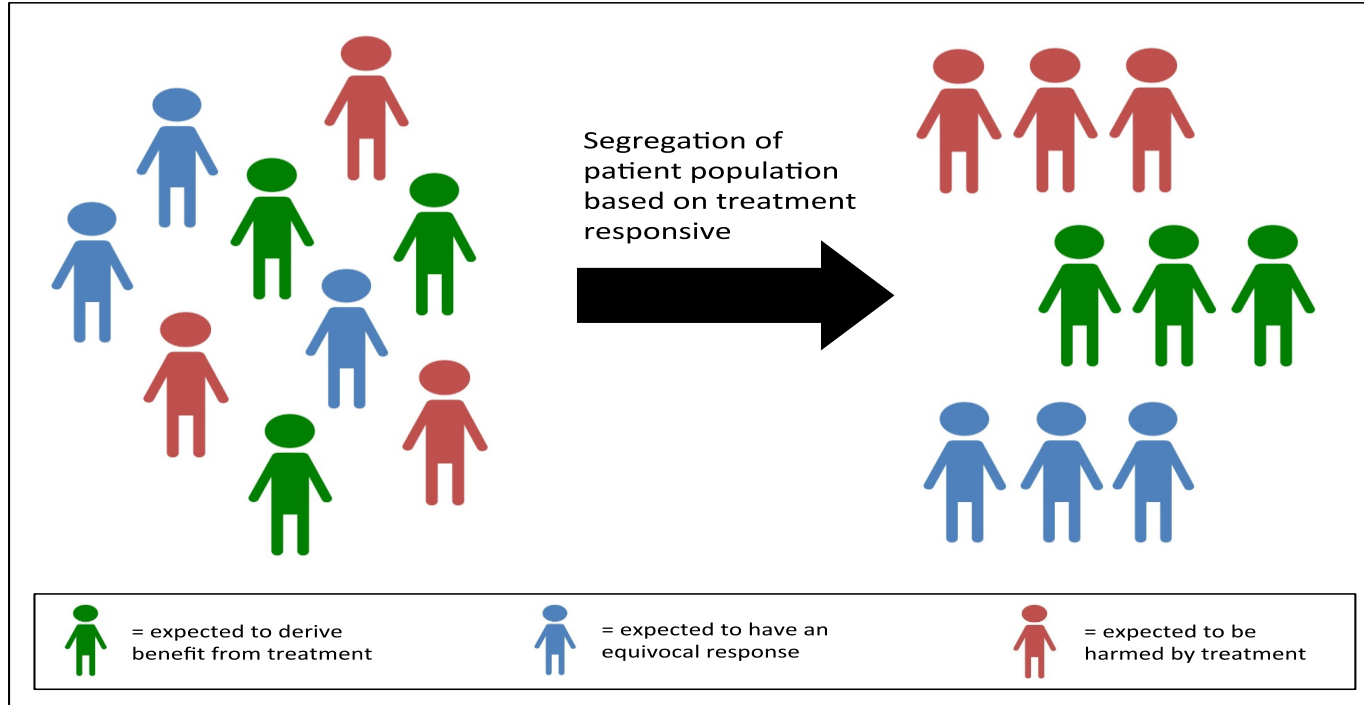 Segregation of
patient population
based on treatment
responsive
= expected to derive
benefit from treatment
= expected to have an
equivocal response
= expected to be
harmed by treatment